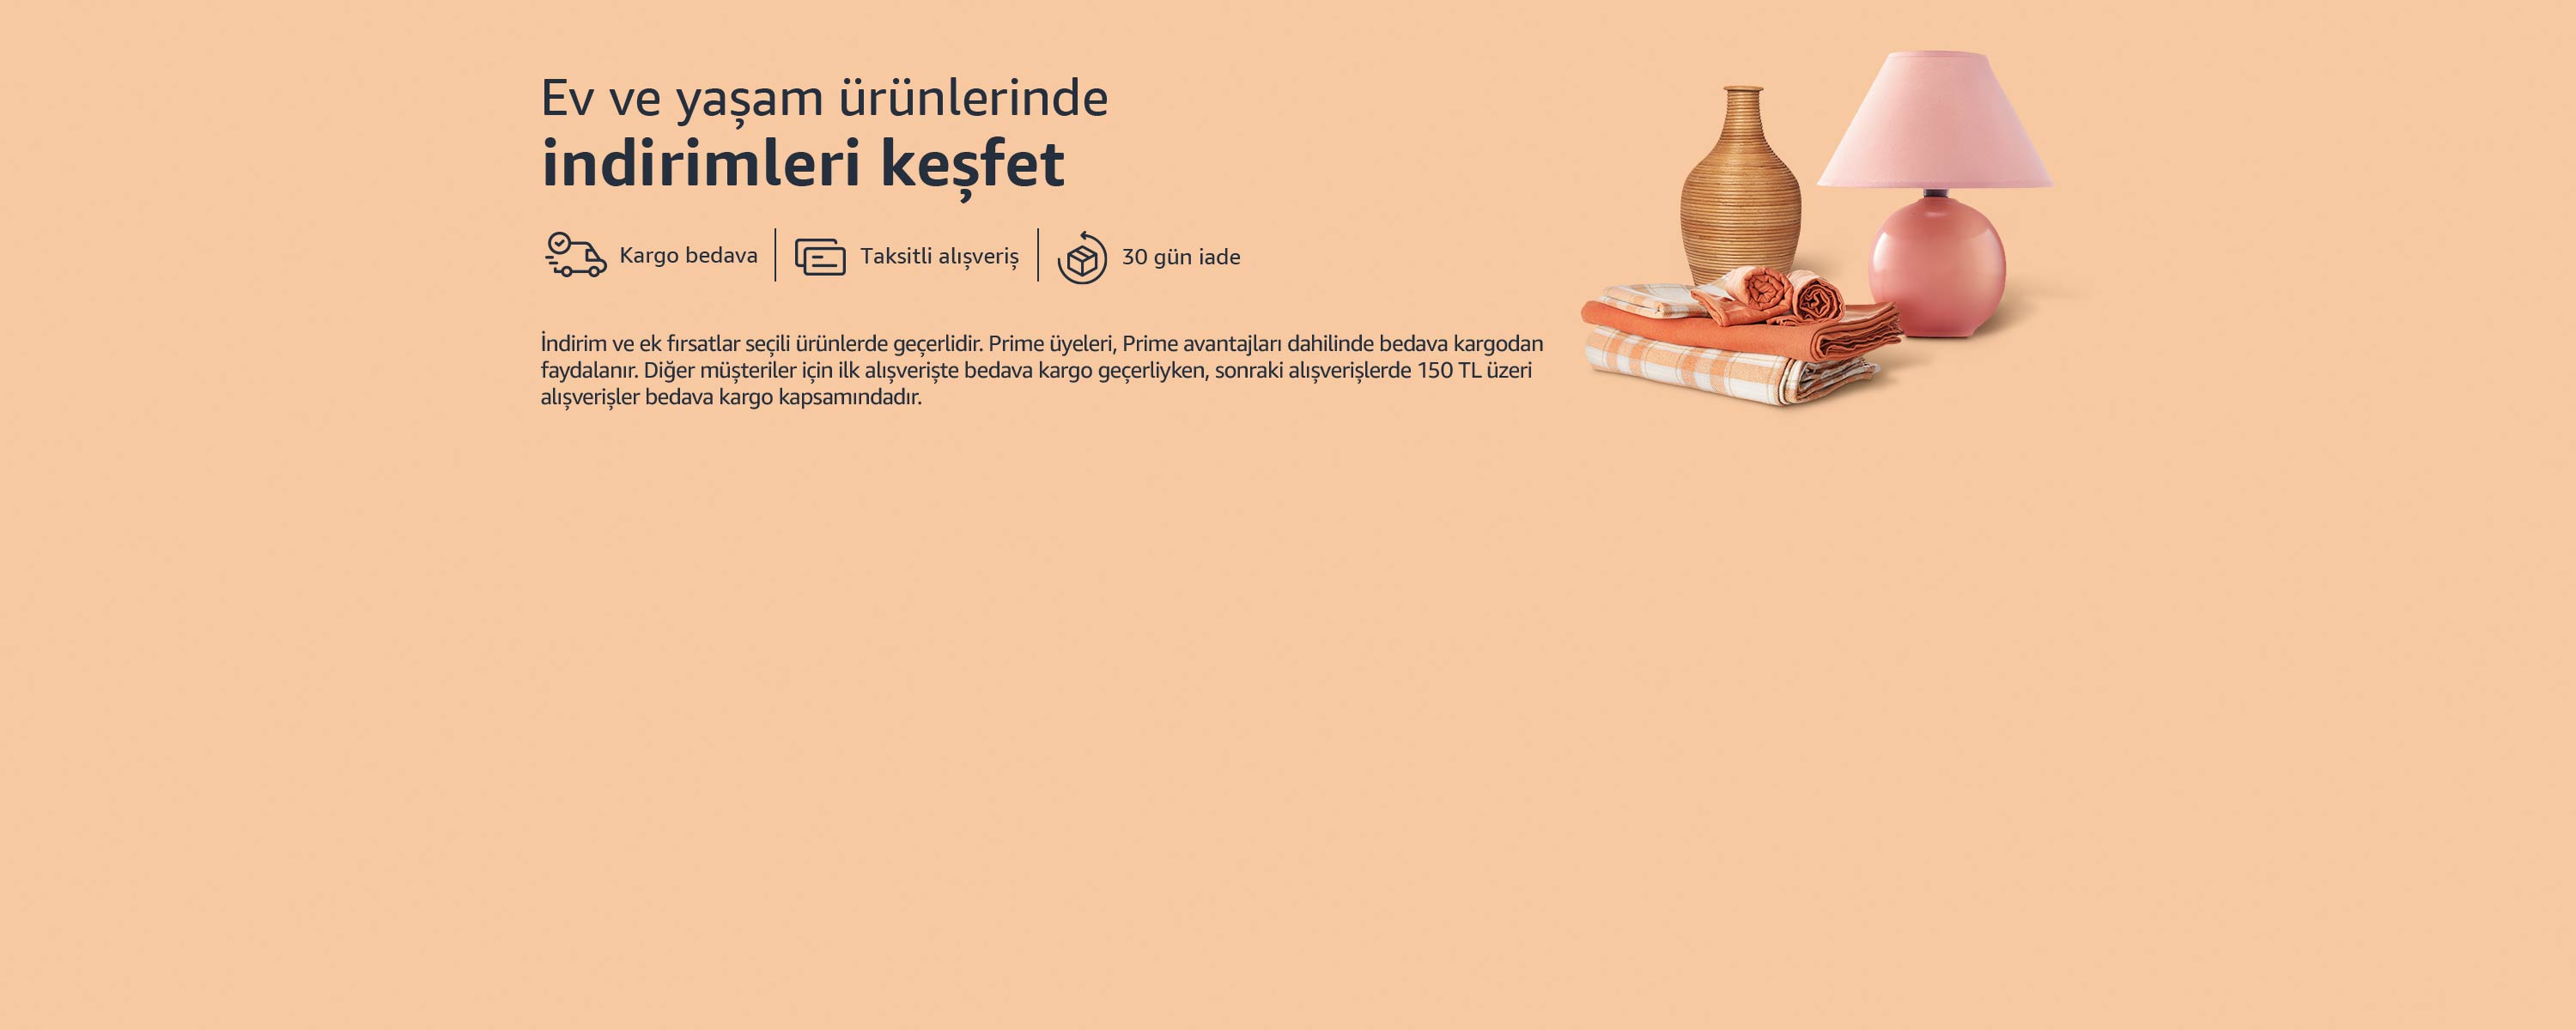 Ev ve yaşam ürünlerinde
indirimleri keşfet
Kargo bedava
Taksitli alışveriş
30 gün iade
İndirim ve ek fırsatlar seçili ürünlerde geçerlidir. Prime üyeleri, Prime avantajları dahilinde bedava kargodan
faydalanır. Diğer müşteriler için ilk alışverişte bedava kargo geçerliyken, sonraki alışverişlerde 150 TL üzeri
alışverişler bedava kargo kapsamındadır.